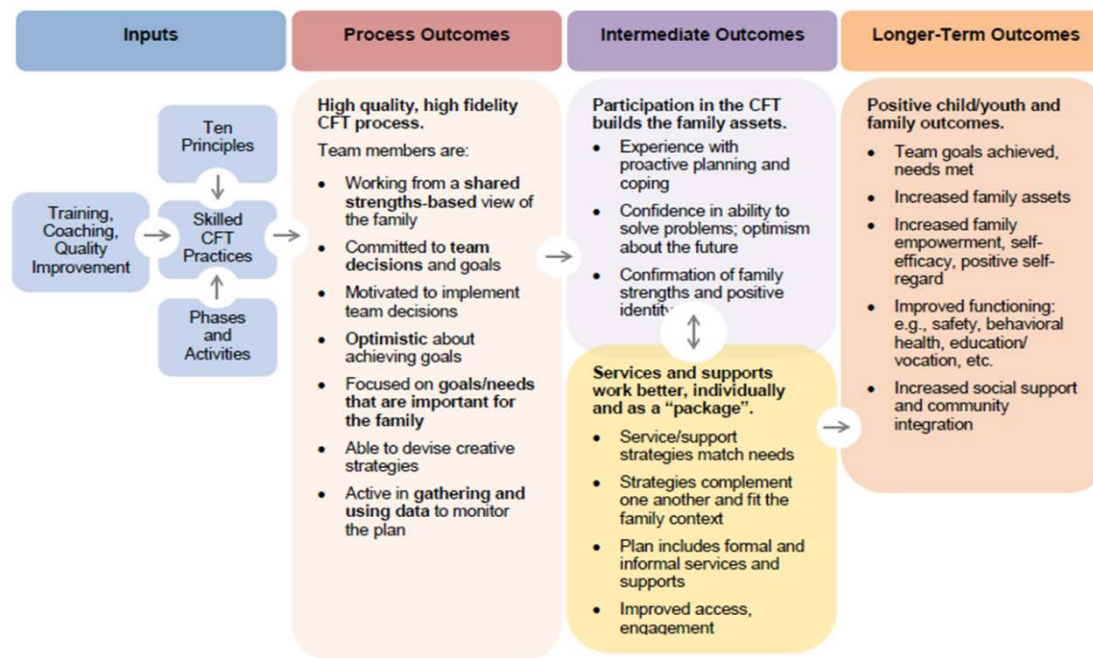 Inputs
Process Outcomes
Intermediate Outcomes
Longer-Term Outcomes
Ten
Principles
Training,
Coaching,
Quality
Improvement
Skilled
CFT
Practices
Phases
and
Activities
High quality, high fidelity
CFT process.
Team members are:
• Working from a shared
strengths-based view of
the family
• Committed to team
decisions and goals
• Motivated to implement
team decisions
• Optimistic about
achieving goals
• Focused on goals/needs
that are important for
the family
• Able to devise creative
strategies
• Active in gathering and
using data to monitor
the plan
Participation in the CFT
builds the family assets.
• Experience with
proactive planning and
coping
• Confidence in ability to
solve problems; optimism
about the future
• Confirmation of family
strengths and positive
identity
Services and supports
work better, individually
and as a “package”.
• Service/support
strategies match needs
• Strategies complement
one another and fit the
family context
• Plan includes formal and
informal services and
supports
• Improved access,
engagement
Positive child/youth and
family outcomes.
• Team goals achieved,
needs met
• Increased family assets
• Increased family
empowerment, self-
efficacy, positive self-
regard
• Improved functioning:
e.g., safety, behavioral
health, education/
vocation, etc.
• Increased social support
and community
integration